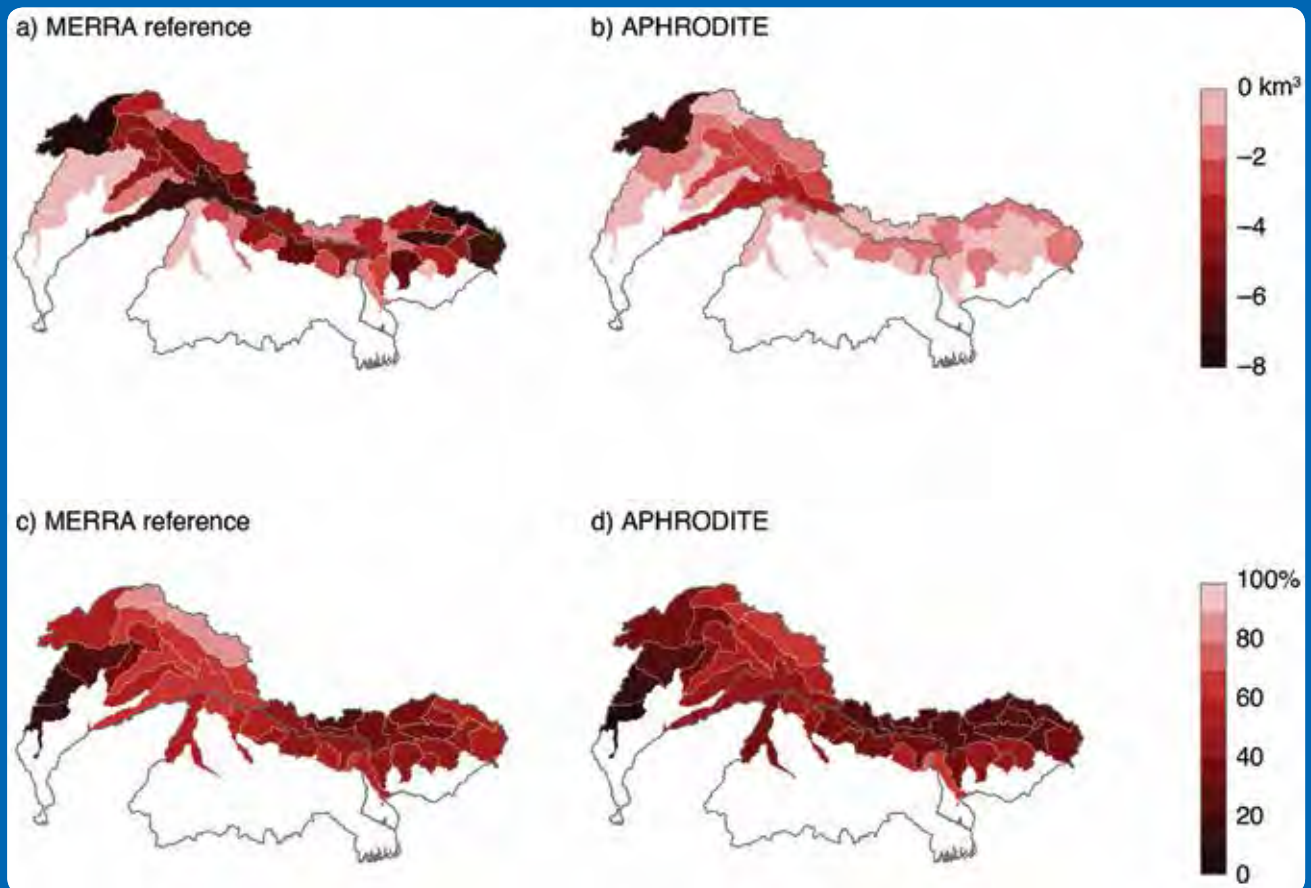 a) MERRA reference
b) APHRODITE
0 km³
–2
–4
–6
–8
c) MERRA reference
d) APHRODITE
100%
80
60
40
20
0